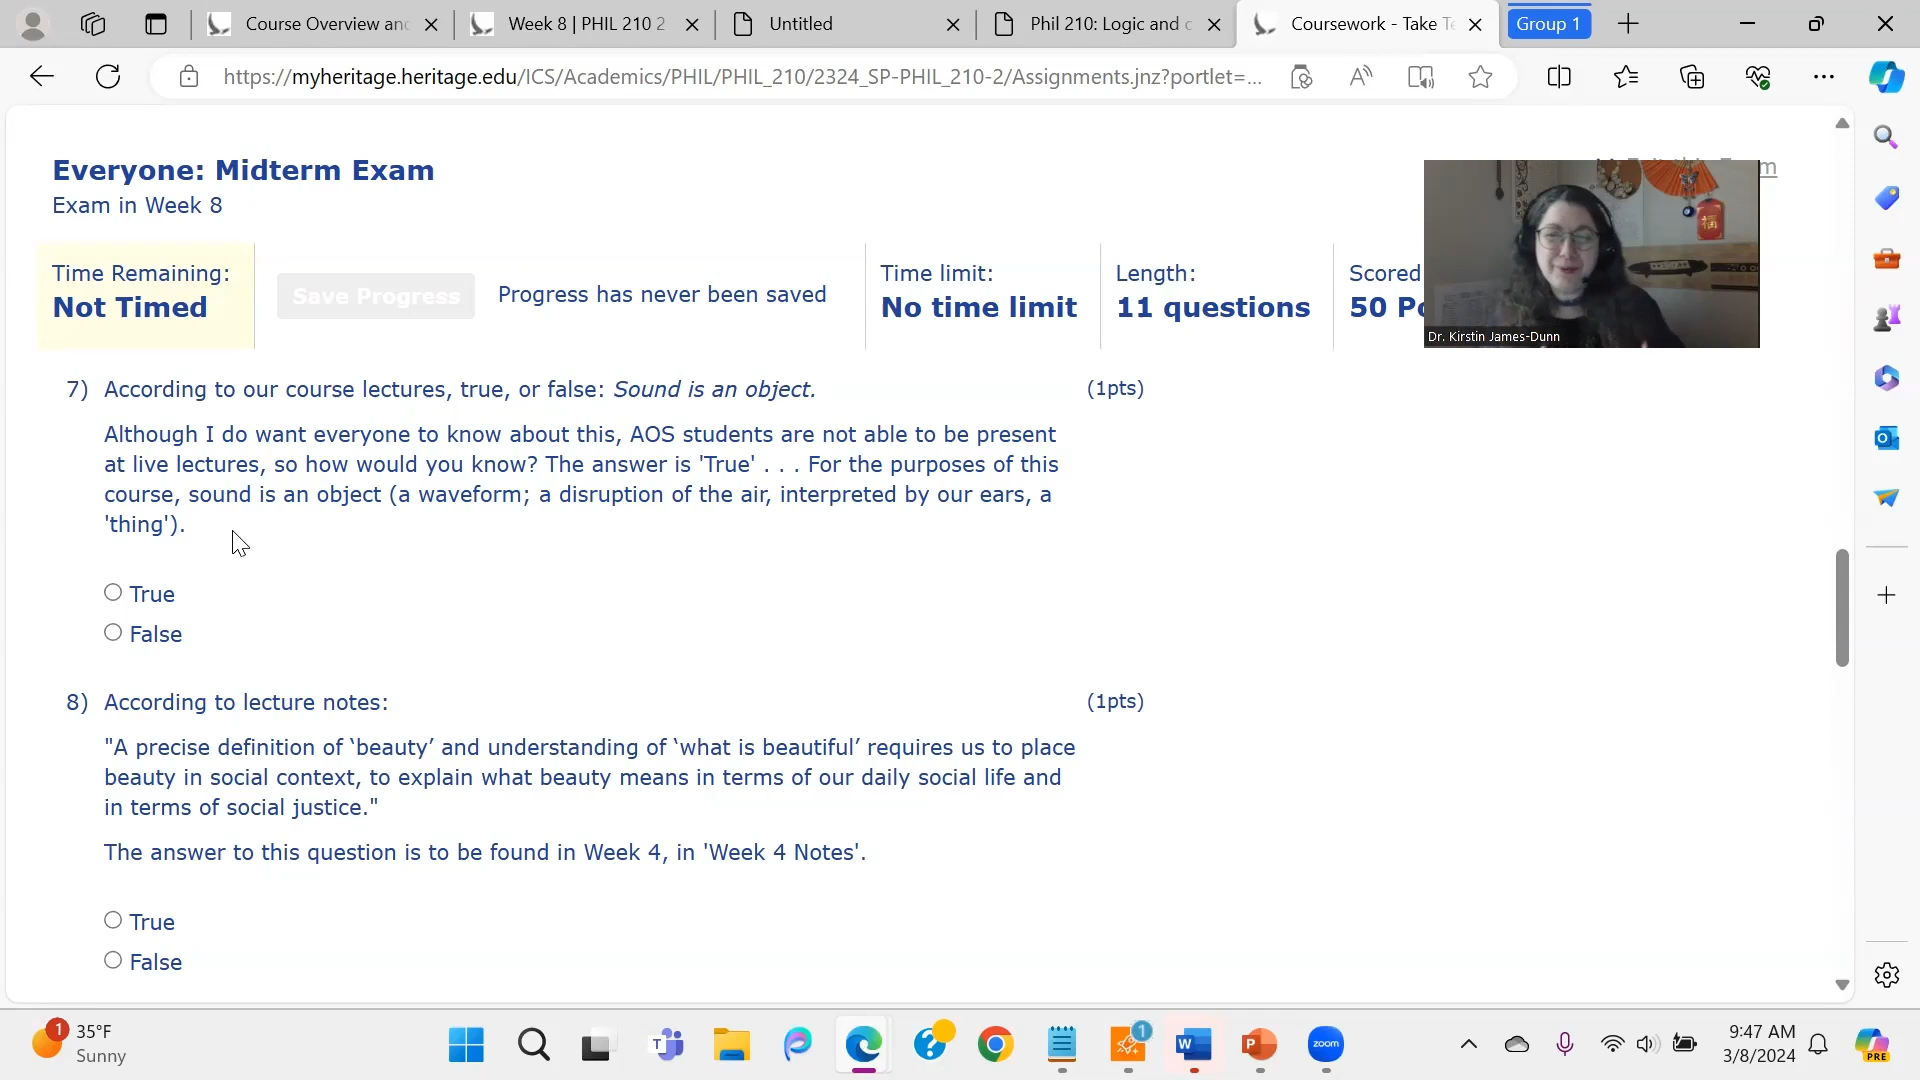 Course Overview and
Week 8 | PHIL 210 2
Untitled
Phil 210: Logic and c
Coursework - Take Te
Group 1
https://myheritage.heritage.edu/ICS/Academics/PHIL/PHIL_210/2324_SP-PHIL_210-2/Assignments.jnz?portlet=...
Everyone: Midterm Exam
Exam in Week 8
Time Remaining:
Not Timed
Save Progress
Progress has never been saved
Time limit:
No time limit
Length:
11 questions
Scored
50 Po
福
Dr. Kirstin James-Dunn
7) According to our course lectures, true, or false: Sound is an object. (1pts)
Although I do want everyone to know about this, AOS students are not able to be present
at live lectures, so how would you know? The answer is 'True' . . . For the purposes of this
course, sound is an object (a waveform; a disruption of the air, interpreted by our ears, a
'thing').
True
False
8) According to lecture notes: (1pts)
"A precise definition of ‘beauty’ and understanding of ‘what is beautiful’ requires us to place
beauty in social context, to explain what beauty means in terms of our daily social life and
in terms of social justice."
The answer to this question is to be found in Week 4, in 'Week 4 Notes'.
True
False
1
35°F
Sunny
1
zoom
9:47 AM
3/8/2024
PRE